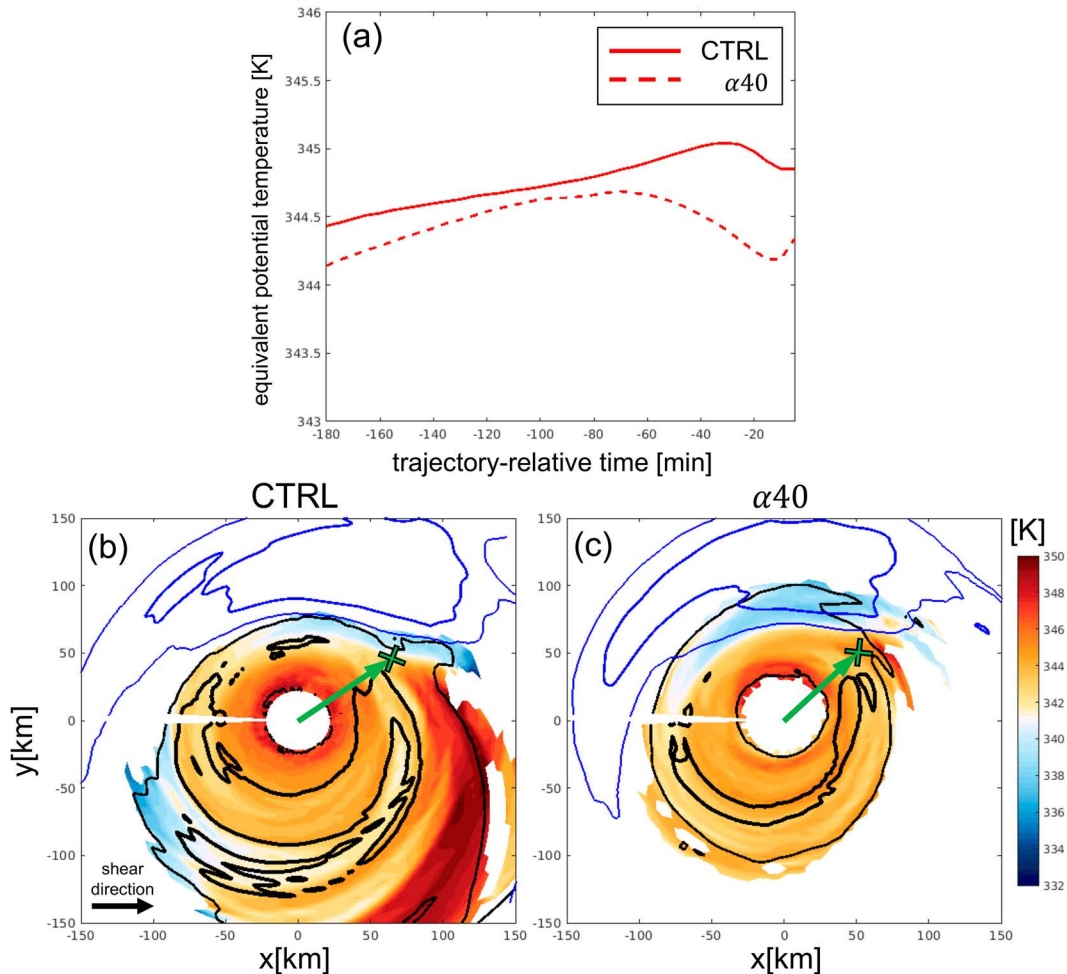 (a)
CTRL
α40
equivalent potential temperature [K]
346
345.5
345
344.5
344
343.5
343
-180 -160 -140 -120 -100 -80 -60 -40 -20
trajectory-relative time [min]
CTRL
α40
(b)
(c)
[K]
y[km]
150
100
50
0
-50
-100
-150
shear
direction
-150 -100 -50 0 50 100 150
x[km]
150
100
50
0
-50
-100
-150
-150 -100 -50 0 50 100 150
x[km]
350
348
346
344
342
340
338
336
334
332